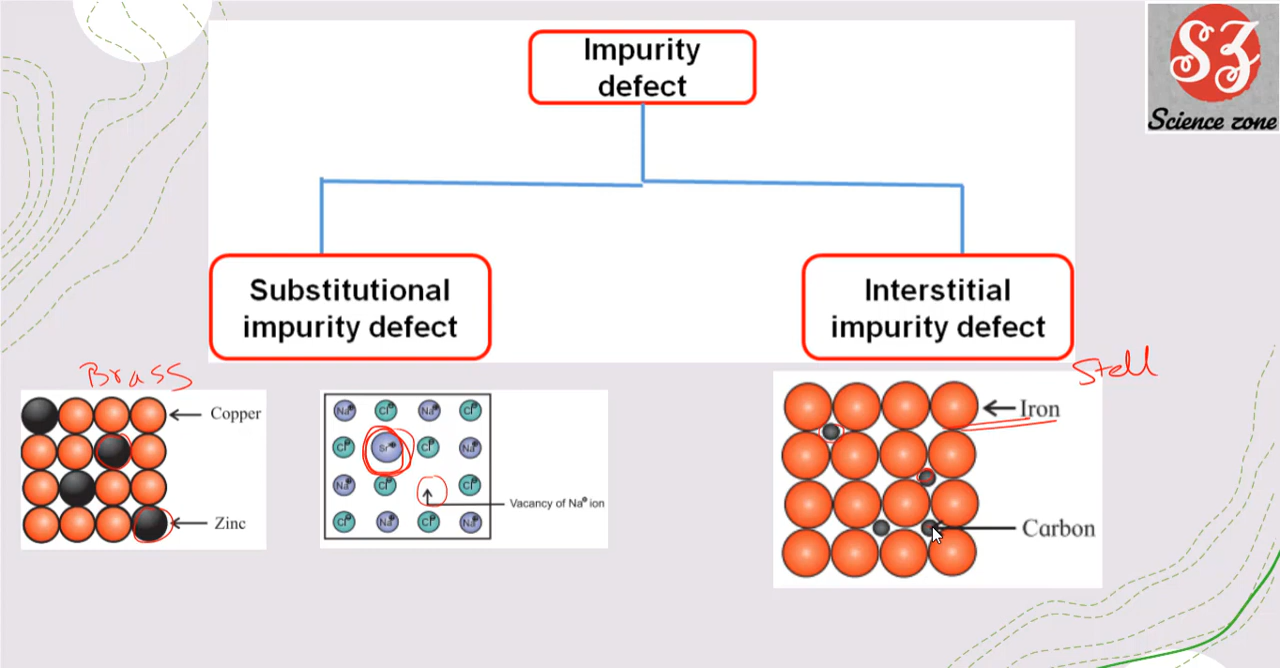 SZ
Science zone
Impurity
defect
Substitutional
impurity defect
Interstitial
impurity defect
Brass
Stell
Copper
Zinc
Na⊕ Cl⊖ Na⊕ Cl⊖
Cl⊖ Sr²⊕ Cl⊖ Na⊕
Na⊕ Cl⊖ Cl⊖
Cl⊖ Na⊕ Cl⊖ Na⊕
Vacancy of Na⊕ ion
Iron
Carbon